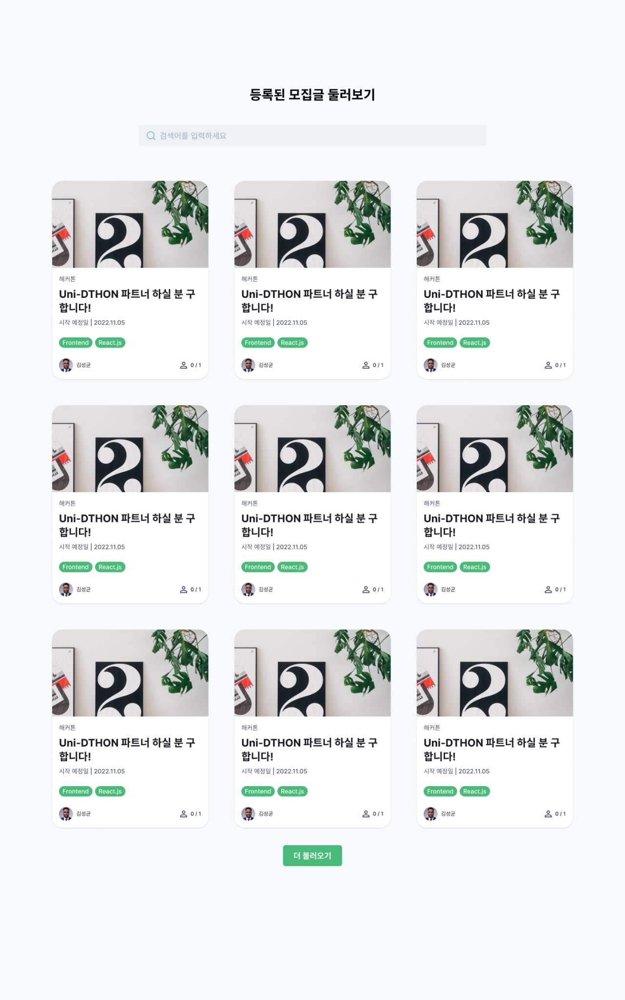 등록된 모집글 둘러보기
검색어를 입력하세요
해커톤
Uni-DTHON 파트너 하실 분 구
합니다!
시작 예정일 | 2022.11.05
Frontend React.js
김성균 0 / 1
해커톤
Uni-DTHON 파트너 하실 분 구
합니다!
시작 예정일 | 2022.11.05
Frontend React.js
김성균 0 / 1
해커톤
Uni-DTHON 파트너 하실 분 구
합니다!
시작 예정일 | 2022.11.05
Frontend React.js
김성균 0 / 1
해커톤
Uni-DTHON 파트너 하실 분 구
합니다!
시작 예정일 | 2022.11.05
Frontend React.js
김성균 0 / 1
해커톤
Uni-DTHON 파트너 하실 분 구
합니다!
시작 예정일 | 2022.11.05
Frontend React.js
김성균 0 / 1
해커톤
Uni-DTHON 파트너 하실 분 구
합니다!
시작 예정일 | 2022.11.05
Frontend React.js
김성균 0 / 1
해커톤
Uni-DTHON 파트너 하실 분 구
합니다!
시작 예정일 | 2022.11.05
Frontend React.js
김성균 0 / 1
해커톤
Uni-DTHON 파트너 하실 분 구
합니다!
시작 예정일 | 2022.11.05
Frontend React.js
김성균 0 / 1
해커톤
Uni-DTHON 파트너 하실 분 구
합니다!
시작 예정일 | 2022.11.05
Frontend React.js
김성균 0 / 1
더 불러오기